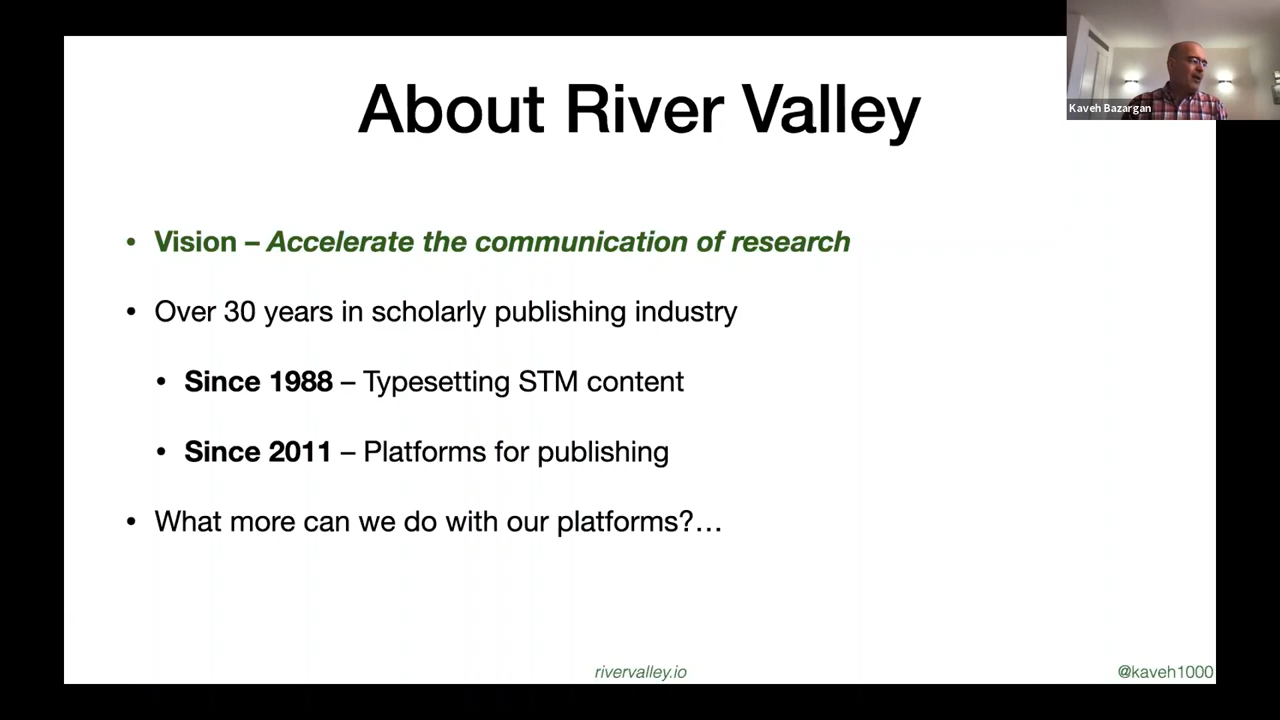 About River Valley
Kaveh Bazargan
• Vision – Accelerate the communication of research
• Over 30 years in scholarly publishing industry
• Since 1988 – Typesetting STM content
• Since 2011 – Platforms for publishing
• What more can we do with our platforms?…
rivervalley.io
@kaveh1000